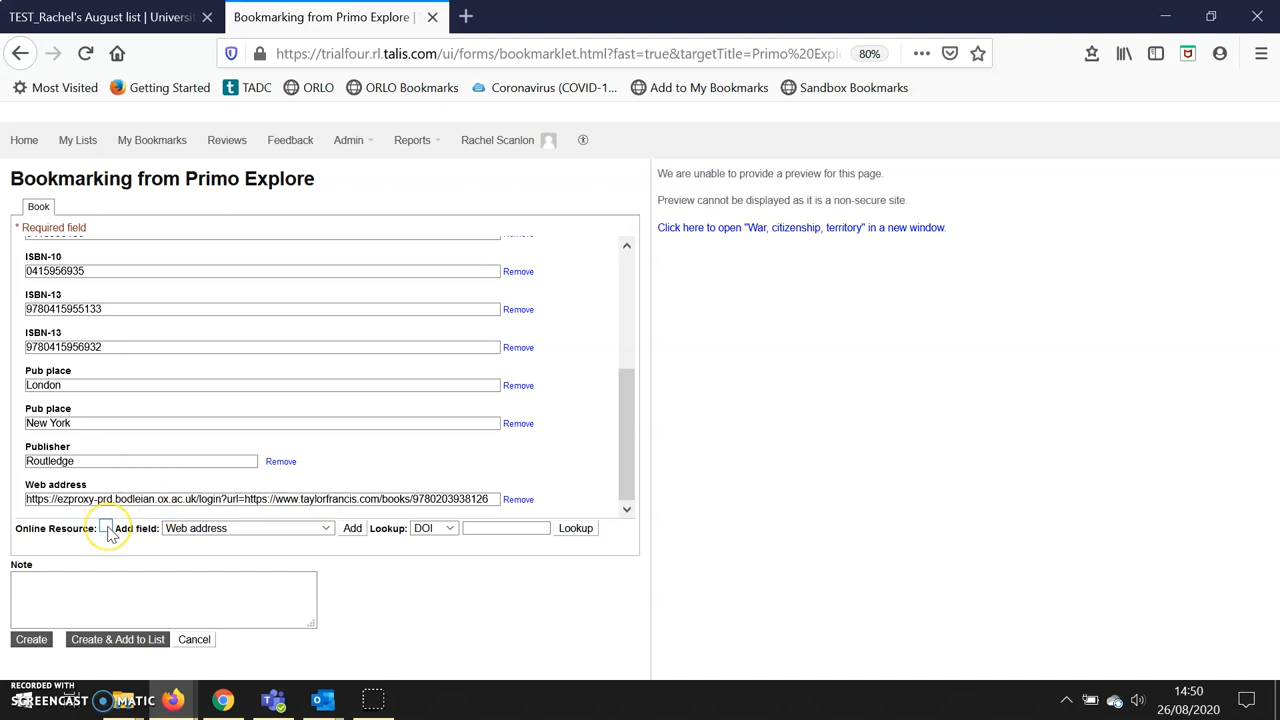 TEST_Rachel's August list | Universi
Bookmarking from Primo Explore |
https://trialfour.rl.talis.com/ui/forms/bookmarklet.html?fast=true&targetTitle=Primo%20Expl
80%
Most Visited
Getting Started
TADC
ORLO
ORLO Bookmarks
Coronavirus (COVID-1...
Add to My Bookmarks
Sandbox Bookmarks
Home
My Lists
My Bookmarks
Reviews
Feedback
Admin
Reports
Rachel Scanlon
Bookmarking from Primo Explore
Book
* Required field
We are unable to provide a preview for this page.
Preview cannot be displayed as it is a non-secure site.
Click here to open "War, citizenship, territory" in a new window.
ISBN-10
0415956935 Remove
ISBN-13
9780415955133 Remove
ISBN-13
9780415956932 Remove
Pub place
London Remove
Pub place
New York Remove
Publisher
Routledge Remove
Web address
https://ezproxy-prd.bodleian.ox.ac.uk/login?url=https://www.taylorfrancis.com/books/9780203938126 Remove
Online Resource: Add field: Web address Add Lookup: DOI Lookup
Note
Create Create & Add to List Cancel
RECORDED WITH
SCREENCAST MATIC
14:50
26/08/2020